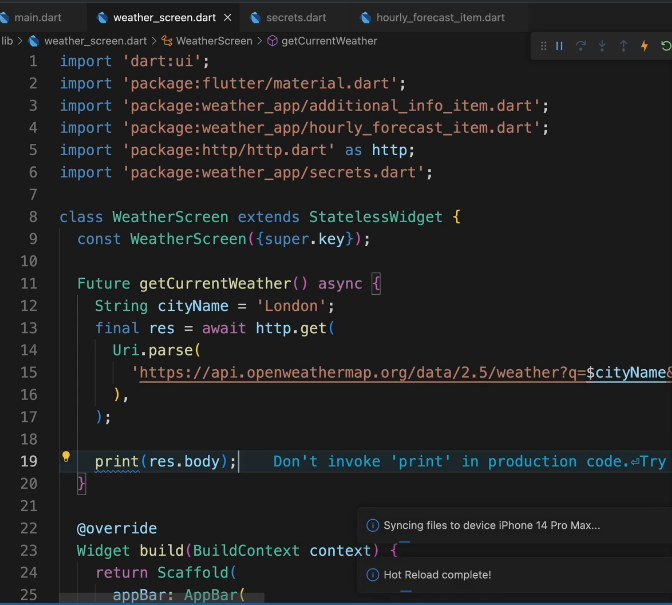 main.dart weather_screen.dart × secrets.dart hourly_forecast_item.dart
lib > weather_screen.dart > WeatherScreen > getCurrentWeather
1 import 'dart:ui';
2 import 'package:flutter/material.dart';
3 import 'package:weather_app/additional_info_item.dart';
4 import 'package:weather_app/hourly_forecast_item.dart';
5 import 'package:http/http.dart' as http;
6 import 'package:weather_app/secrets.dart';
7
8 class WeatherScreen extends StatelessWidget {
9 const WeatherScreen({super.key});
10
11 Future getCurrentWeather() async {
12 String cityName = 'London';
13 final res = await http.get(
14 Uri.parse(
15 'https://api.openweathermap.org/data/2.5/weather?q=$cityName&
16 ),
17 );
18
19 print(res.body); Don't invoke 'print' in production code.⏎Try
20 }
21
22 @override
23 Widget build(BuildContext context) {
24 return Scaffold(
25 appBar: AppBar(
Syncing files to device iPhone 14 Pro Max...
Hot Reload complete!